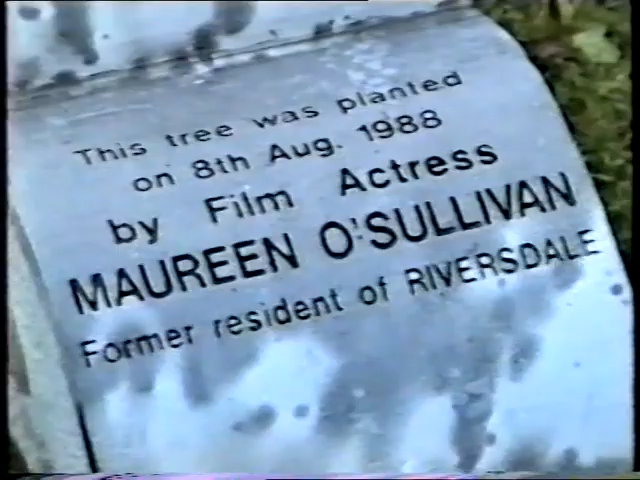 This tree was planted
on 8th Aug. 1988
by Film Actress
MAUREEN O'SULLIVAN
Former resident of RIVERSDALE